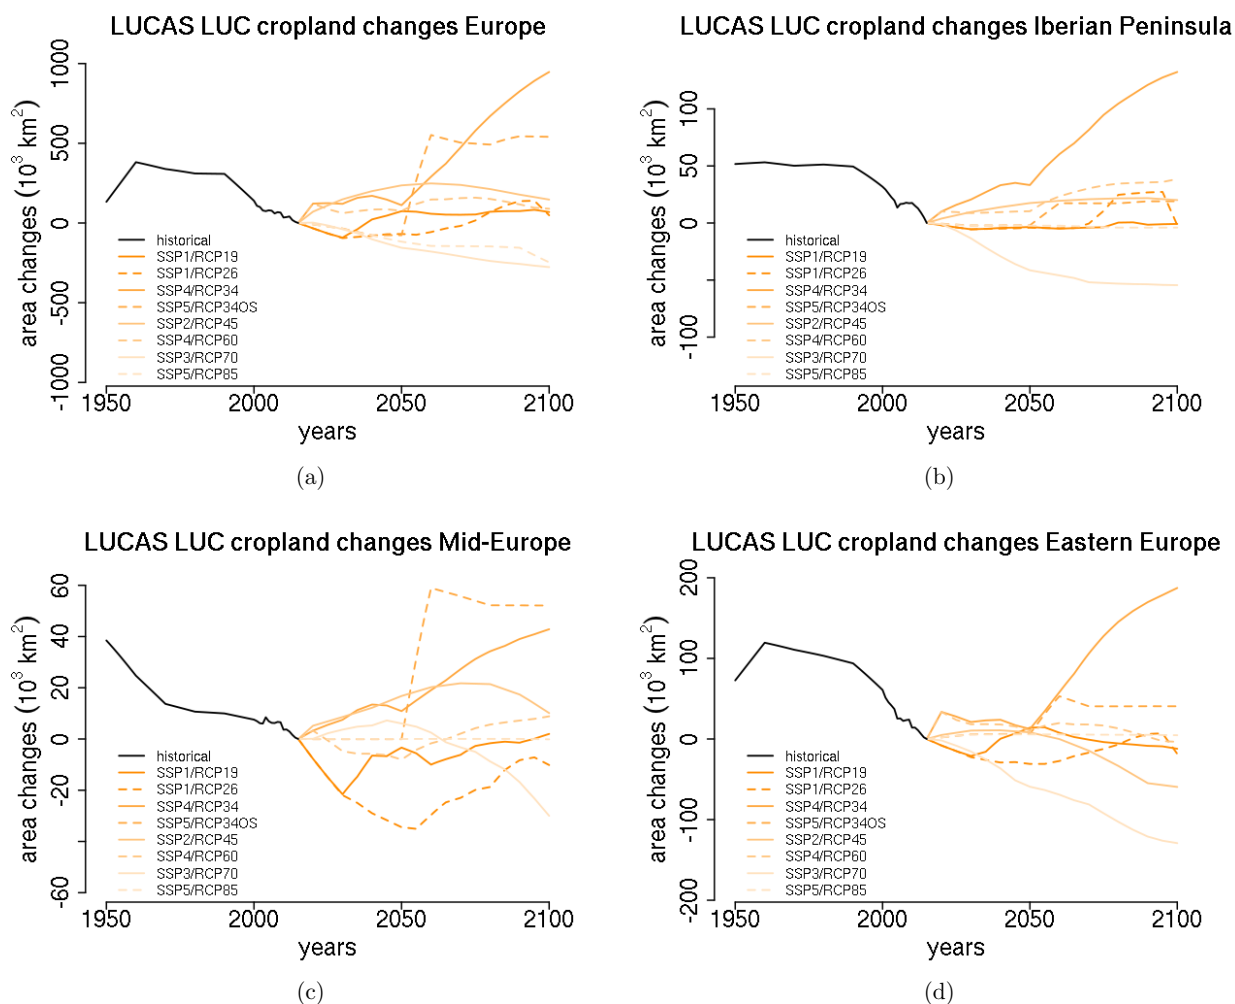 LUCAS LUC cropland changes Europe
area changes (10³ km²)
1000
500
0
-500
-1000
historical
SSP1/RCP19
SSP1/RCP26
SSP4/RCP34
SSP5/RCP34OS
SSP2/RCP45
SSP4/RCP60
SSP3/RCP70
SSP5/RCP85
1950 2000 2050 2100
years
(a)
LUCAS LUC cropland changes Iberian Peninsula
area changes (10³ km²)
100
50
0
-100
historical
SSP1/RCP19
SSP1/RCP26
SSP4/RCP34
SSP5/RCP34OS
SSP2/RCP45
SSP4/RCP60
SSP3/RCP70
SSP5/RCP85
1950 2000 2050 2100
years
(b)
LUCAS LUC cropland changes Mid-Europe
area changes (10³ km²)
60
40
20
0
-20
-60
historical
SSP1/RCP19
SSP1/RCP26
SSP4/RCP34
SSP5/RCP34OS
SSP2/RCP45
SSP4/RCP60
SSP3/RCP70
SSP5/RCP85
1950 2000 2050 2100
years
(c)
LUCAS LUC cropland changes Eastern Europe
area changes (10³ km²)
200
100
0
-100
-200
historical
SSP1/RCP19
SSP1/RCP26
SSP4/RCP34
SSP5/RCP34OS
SSP2/RCP45
SSP4/RCP60
SSP3/RCP70
SSP5/RCP85
1950 2000 2050 2100
years
(d)